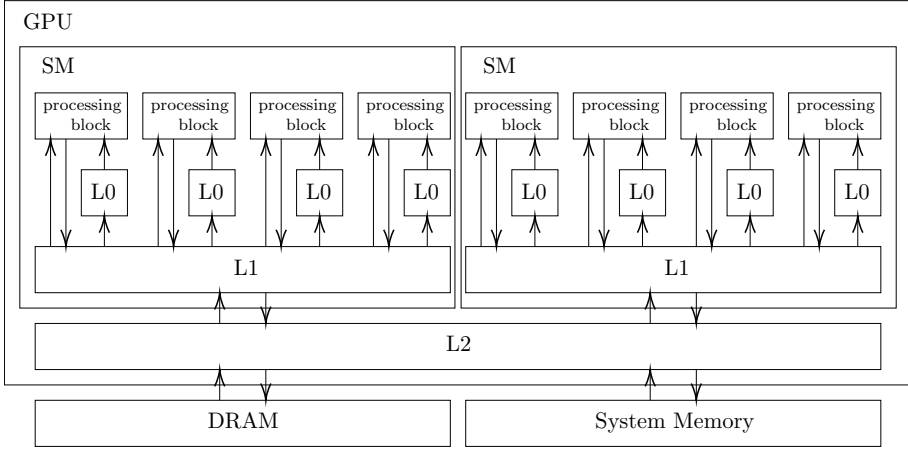 GPU
SM SM
processing processing processing processing processing processing processing processing
block block block block block block block block
L0 L0 L0 L0 L0 L0 L0 L0
L1 L1
L2
DRAM System Memory